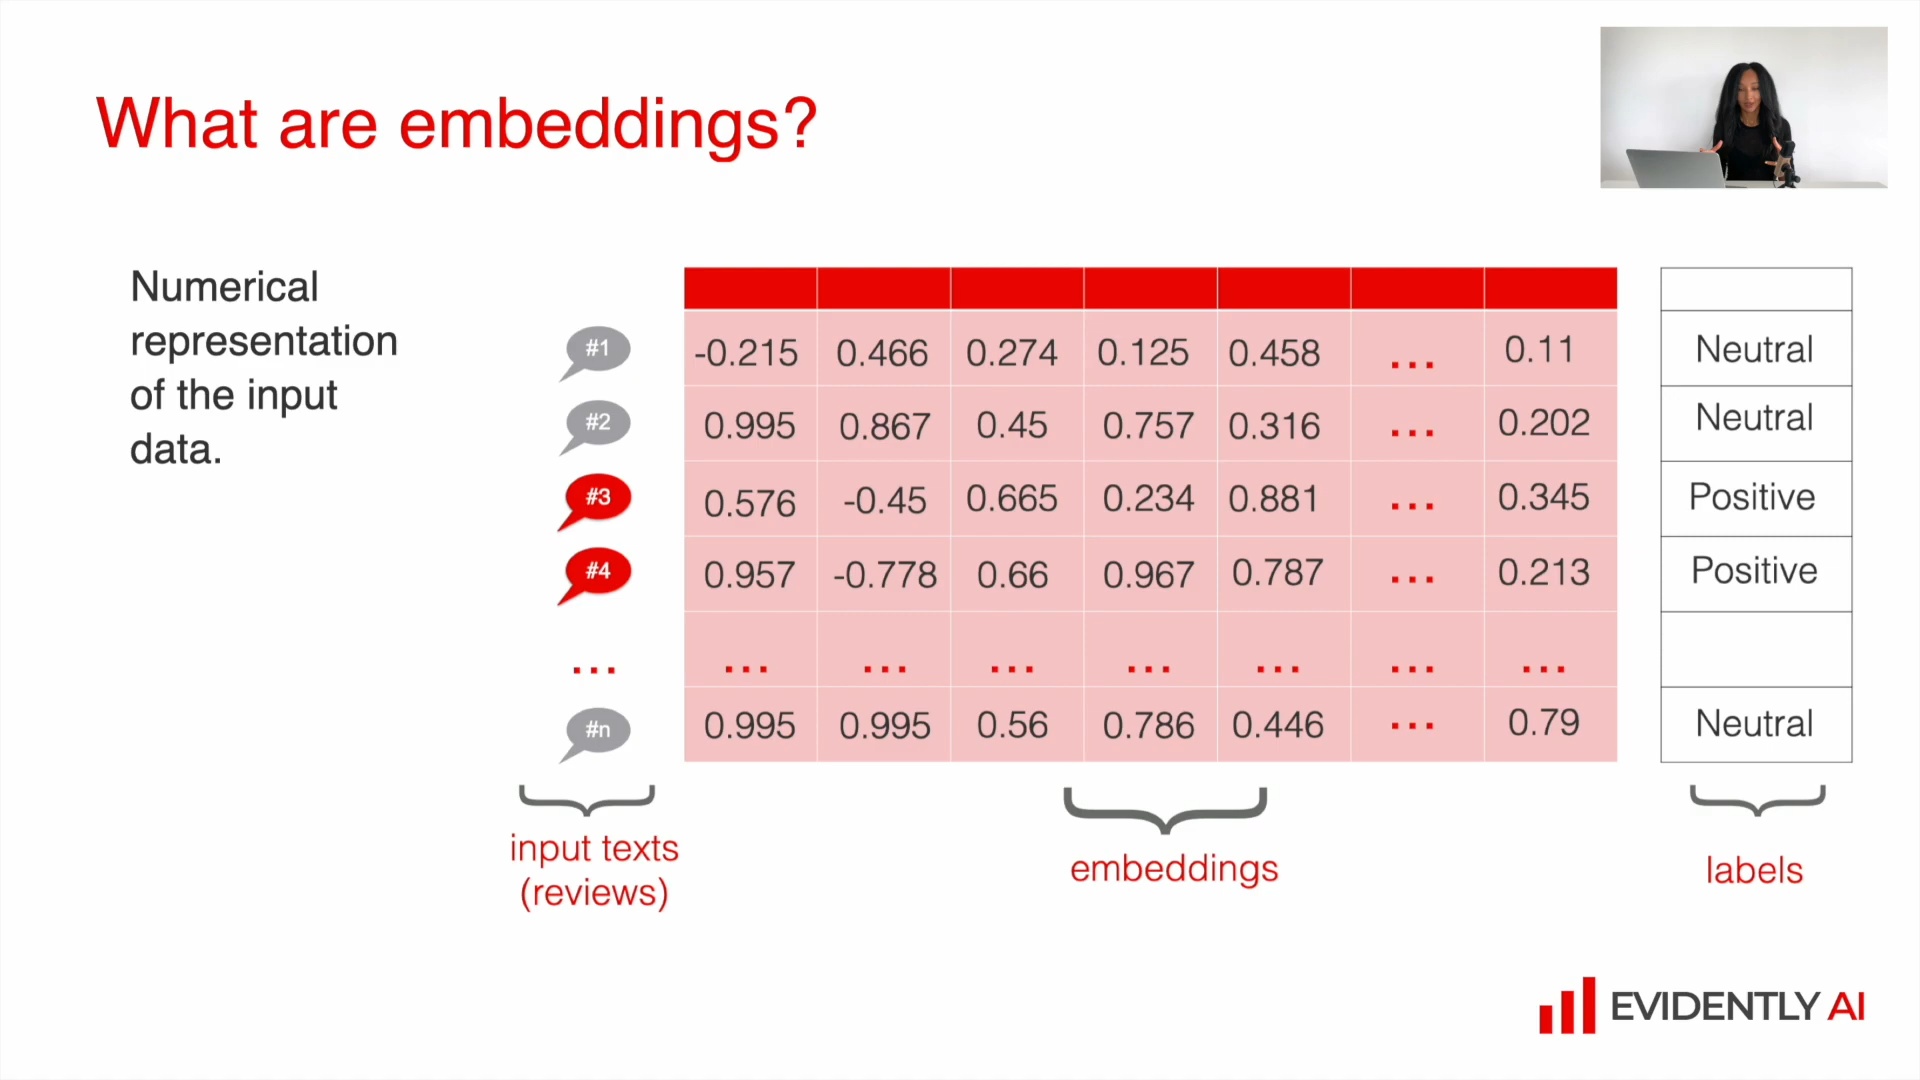 What are embeddings?
Numerical
representation
of the input
data.
#1 -0.215 0.466 0.274 0.125 0.458 ... 0.11 Neutral
#2 0.995 0.867 0.45 0.757 0.316 ... 0.202 Neutral
#3 0.576 -0.45 0.665 0.234 0.881 ... 0.345 Positive
#4 0.957 -0.778 0.66 0.967 0.787 ... 0.213 Positive
... ... ... ... ... ... ... ...
#n 0.995 0.995 0.56 0.786 0.446 ... 0.79 Neutral
input texts
(reviews)
embeddings
labels
EVIDENTLY AI